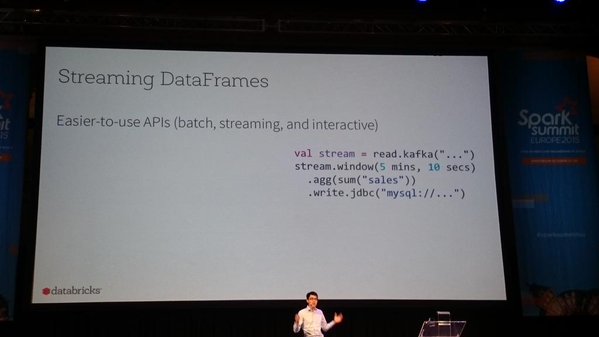 Streaming DataFrames
Easier-to-use APIs (batch, streaming, and interactive)
val stream = read.kafka("...")
stream.window(5 mins, 10 secs)
.agg(sum("sales"))
.write.jdbc("mysql://...")
databricks
Spark
summit
EUROPE 2015